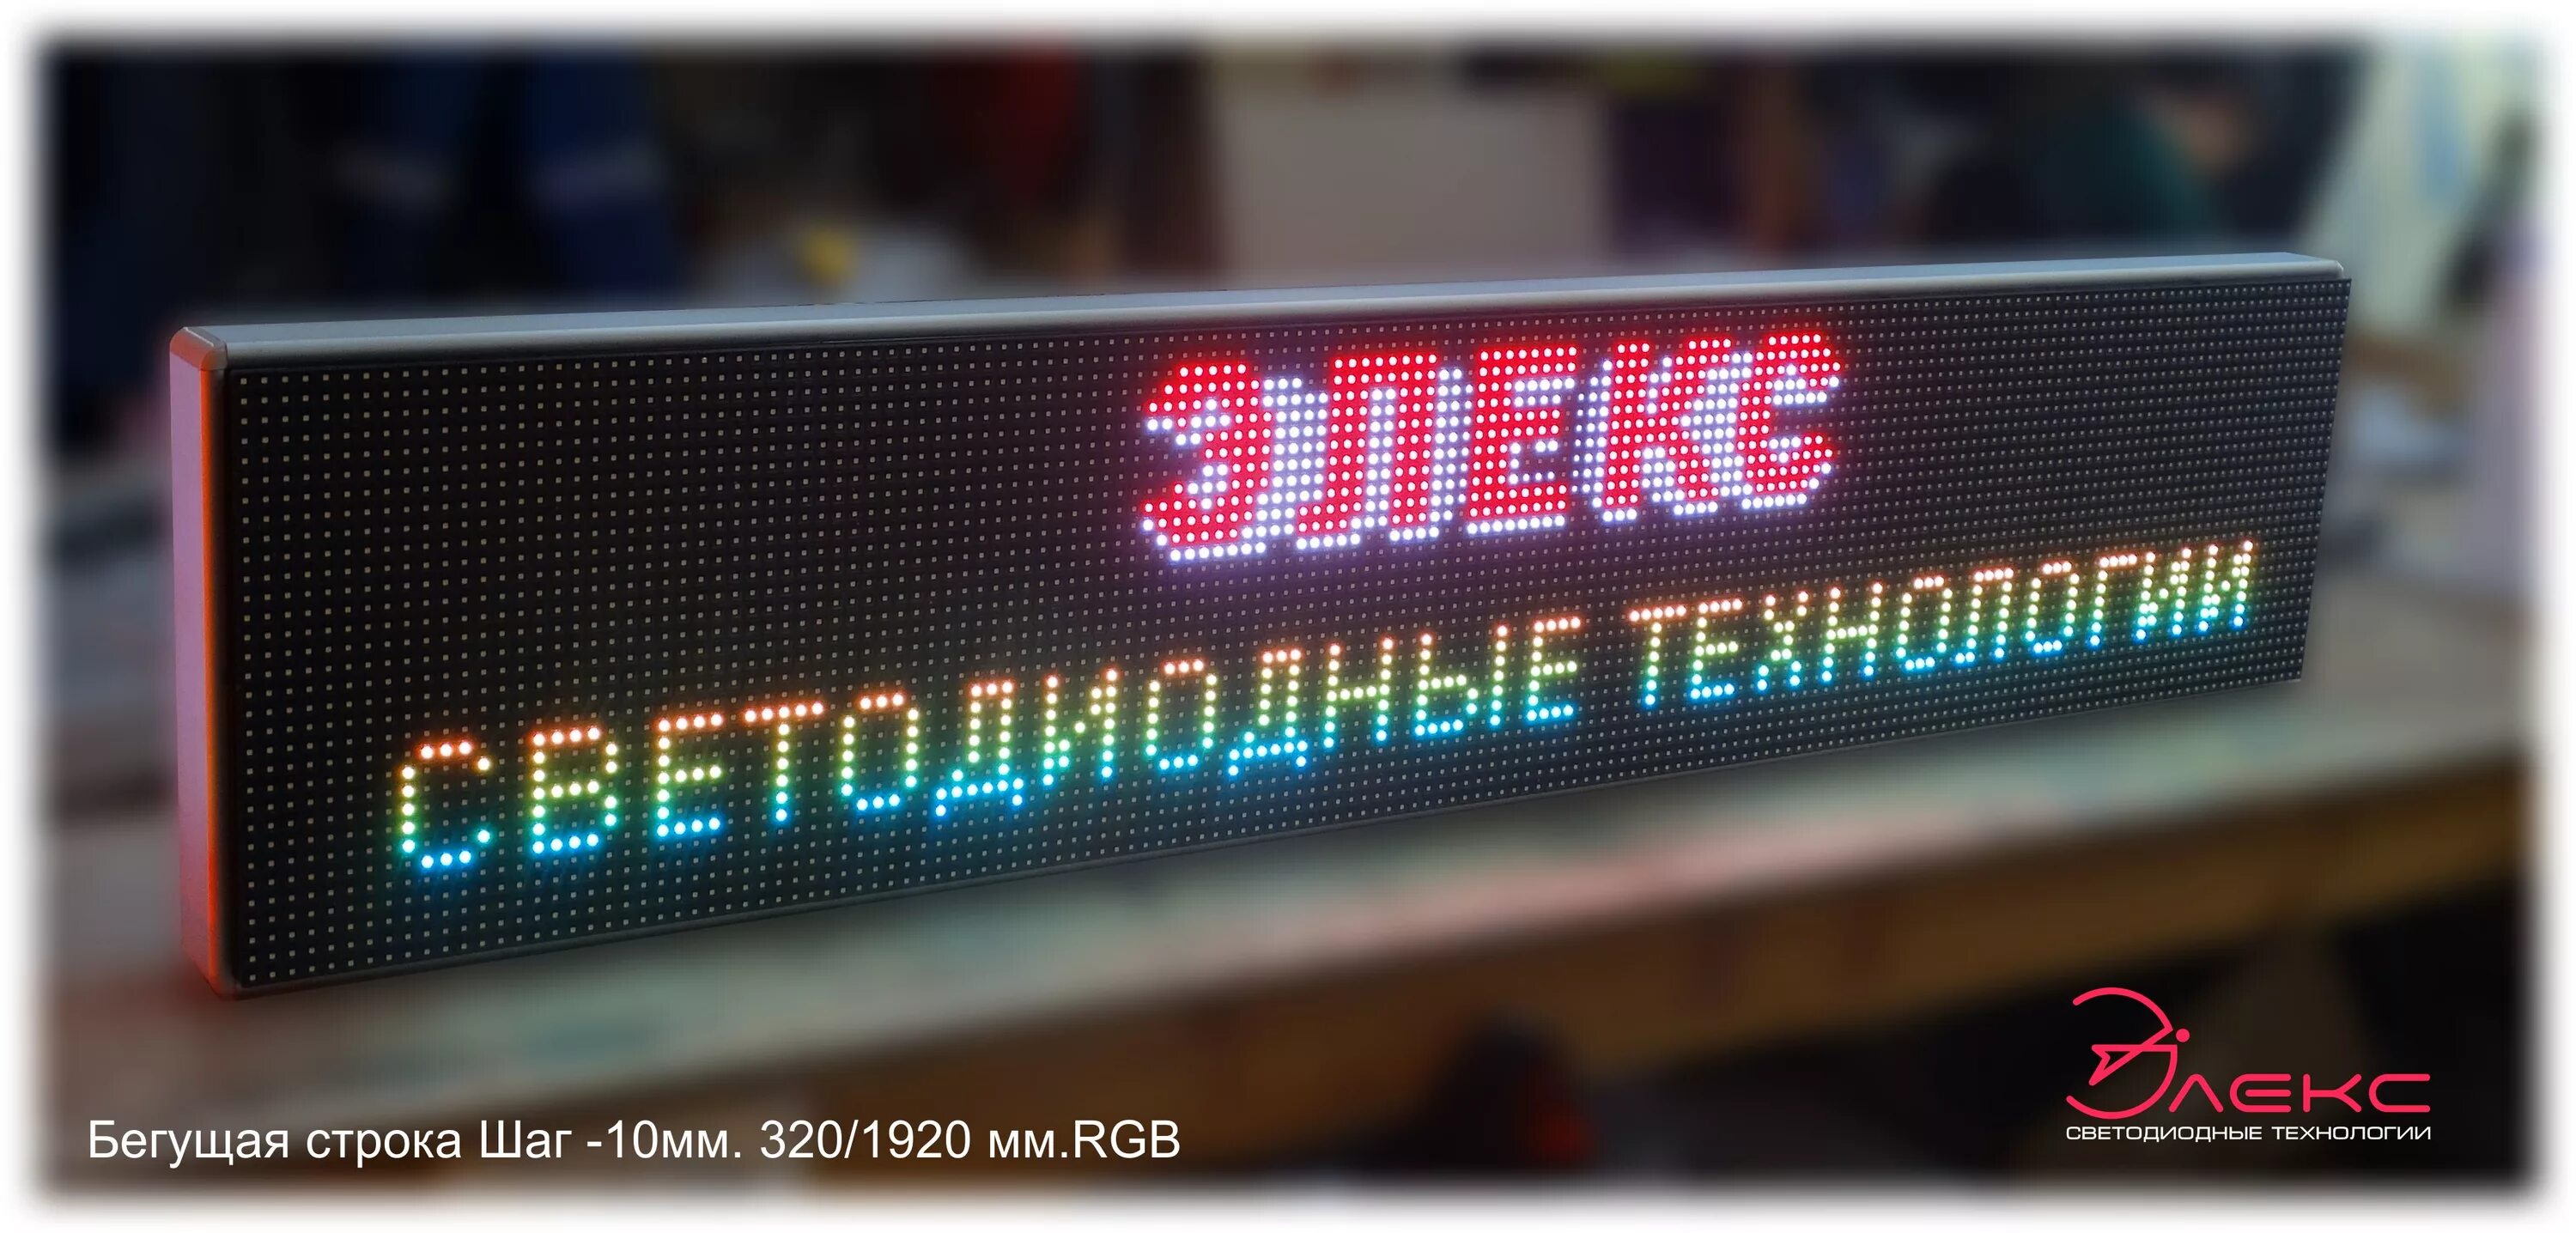 ЭЛЕКС
СВЕТОДИОДНЫЕ ТЕХНОЛОГИИ
Бегущая строка Шаг -10мм. 320/1920 мм.RGB
ЭЛЕКС
СВЕТОДИОДНЫЕ ТЕХНОЛОГИИ